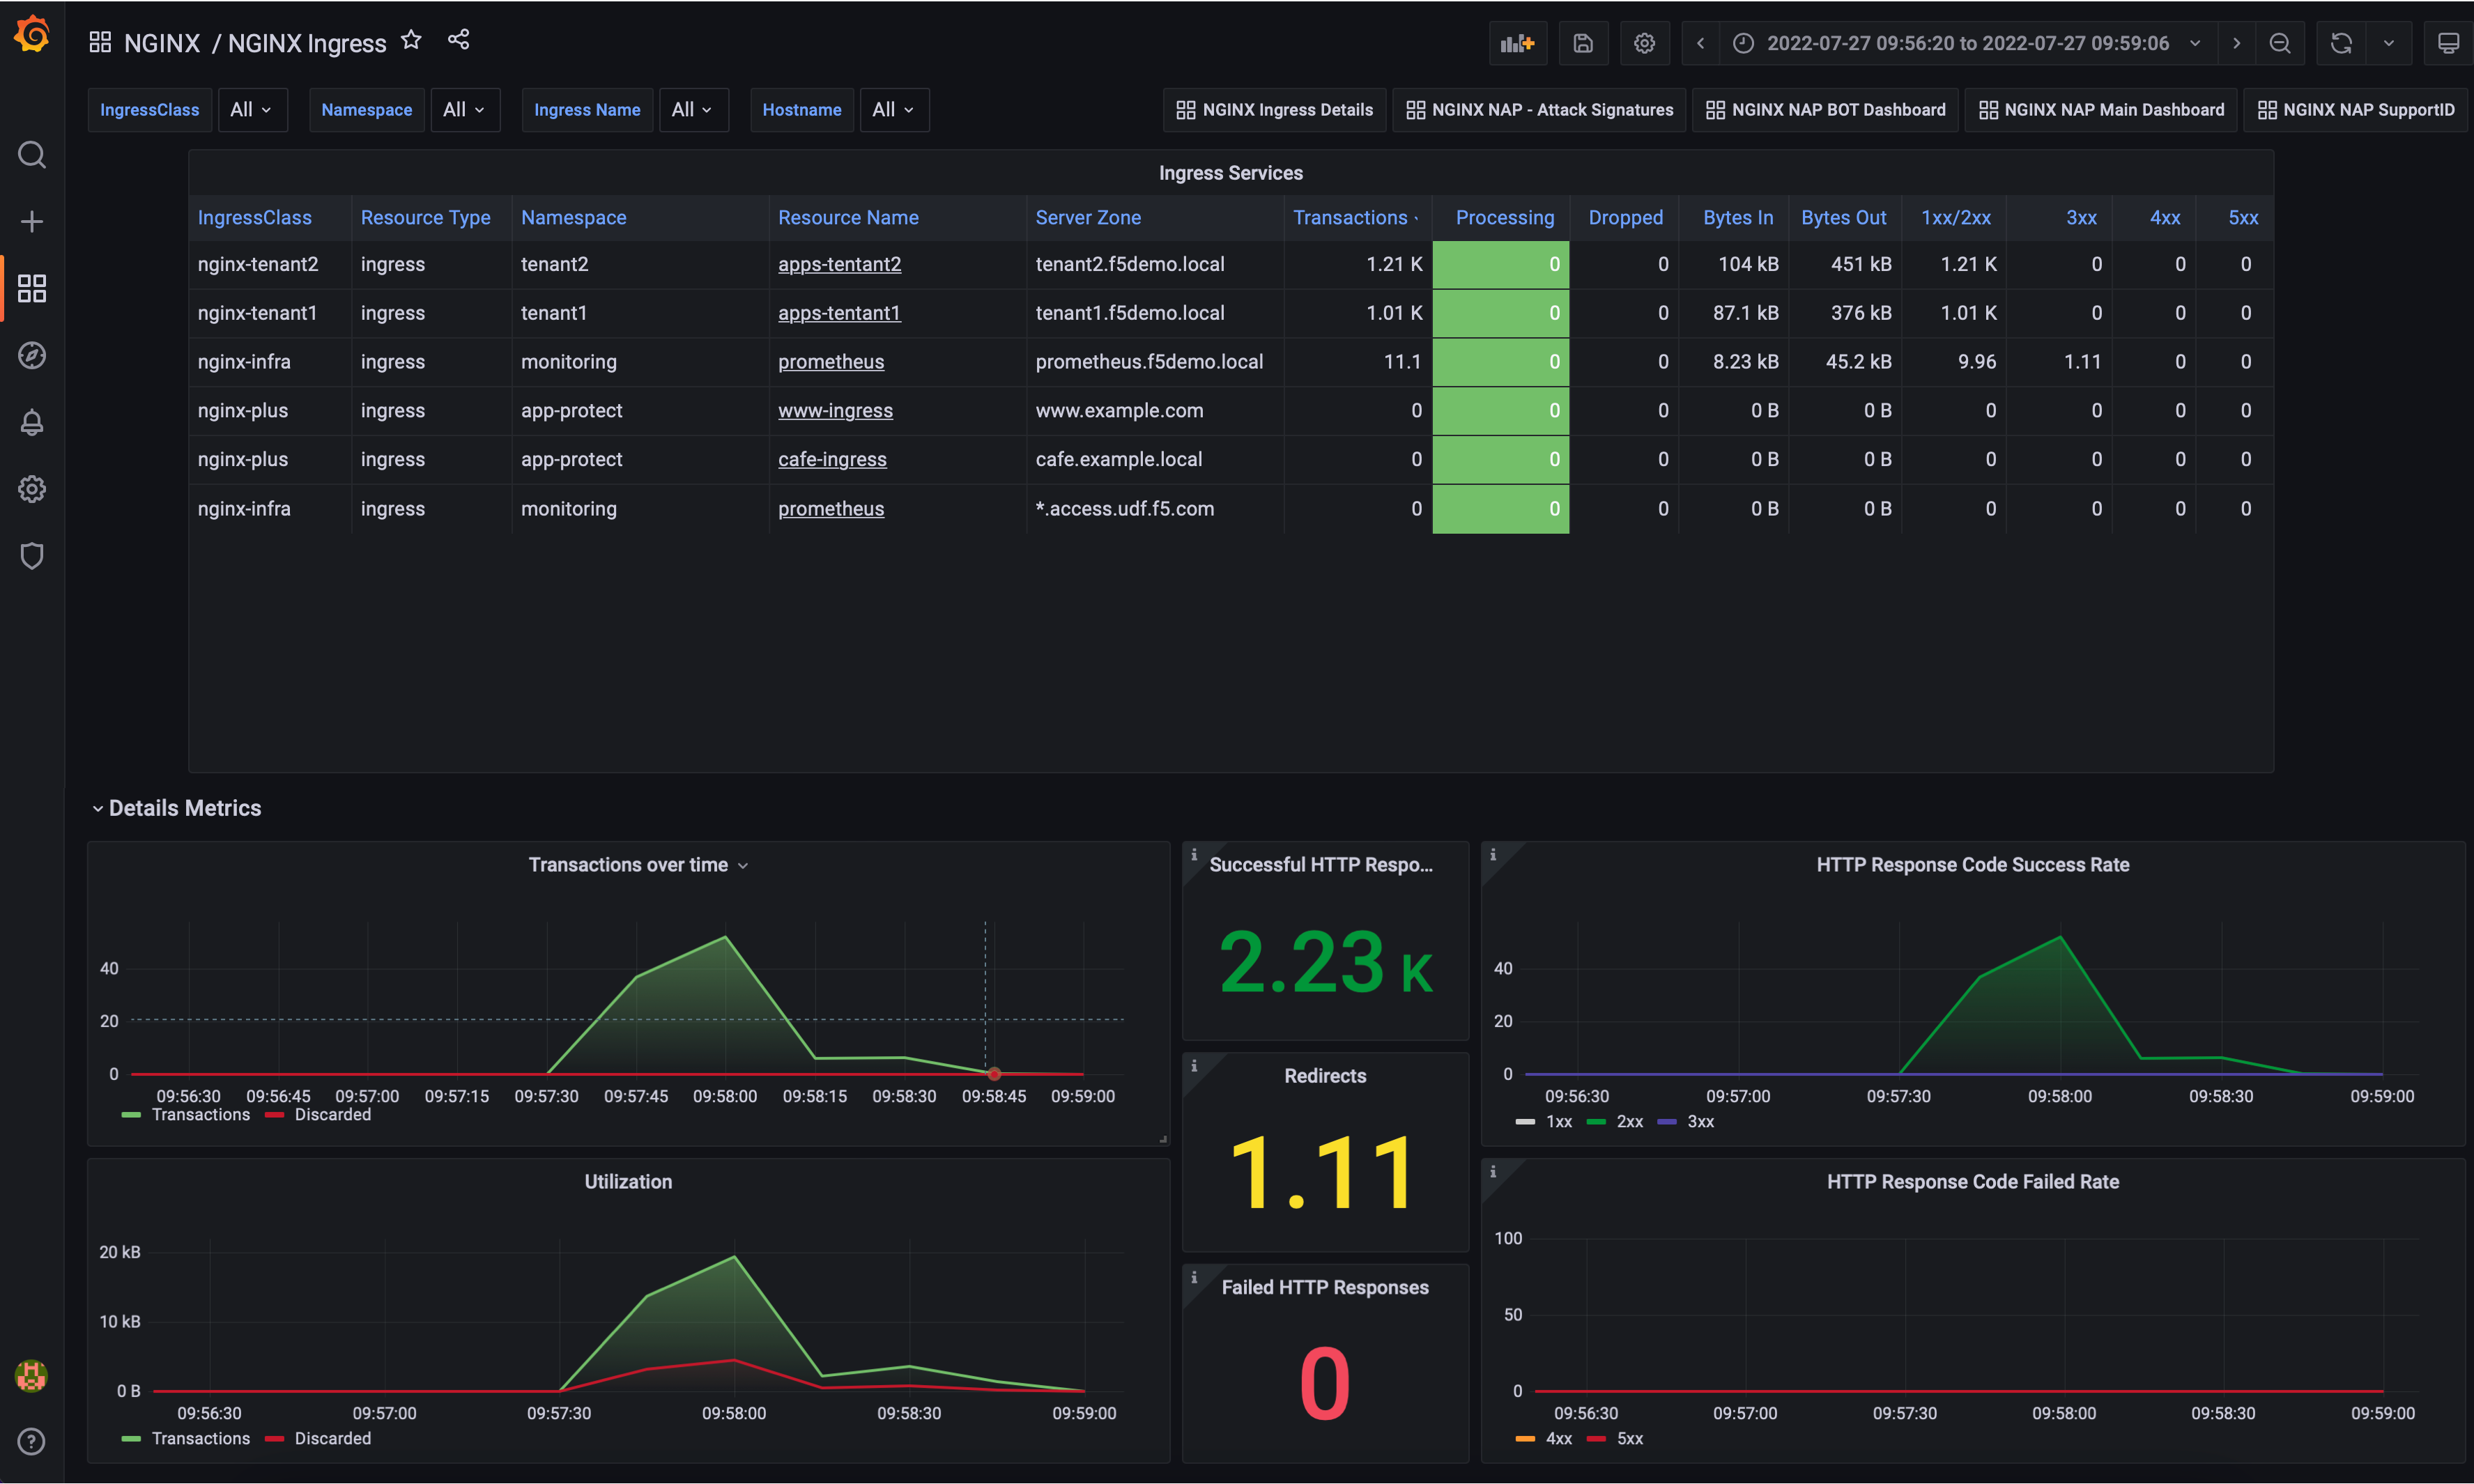 NGINX / NGINX Ingress
2022-07-27 09:56:20 to 2022-07-27 09:59:06
IngressClass All Namespace All Ingress Name All Hostname All NGINX Ingress Details NGINX NAP - Attack Signatures NGINX NAP BOT Dashboard NGINX NAP Main Dashboard NGINX NAP SupportID
Ingress Services
IngressClass Resource Type Namespace Resource Name Server Zone Transactions Processing Dropped Bytes In Bytes Out 1xx/2xx 3xx 4xx 5xx
nginx-tenant2 ingress tenant2 apps-tentant2 tenant2.f5demo.local 1.21 K 0 0 104 kB 451 kB 1.21 K 0 0 0
nginx-tenant1 ingress tenant1 apps-tentant1 tenant1.f5demo.local 1.01 K 0 0 87.1 kB 376 kB 1.01 K 0 0 0
nginx-infra ingress monitoring prometheus prometheus.f5demo.local 11.1 0 0 8.23 kB 45.2 kB 9.96 1.11 0 0
nginx-plus ingress app-protect www-ingress www.example.com 0 0 0 0 B 0 B 0 0 0 0
nginx-plus ingress app-protect cafe-ingress cafe.example.local 0 0 0 0 B 0 B 0 0 0 0
nginx-infra ingress monitoring prometheus *.access.udf.f5.com 0 0 0 0 B 0 B 0 0 0 0
Details Metrics
Transactions over time
40
20
0
09:56:30 09:56:45 09:57:00 09:57:15 09:57:30 09:57:45 09:58:00 09:58:15 09:58:30 09:58:45 09:59:00
Transactions Discarded
Successful HTTP Respo...
2.23 K
Redirects
1.11
Failed HTTP Responses
0
HTTP Response Code Success Rate
40
20
0
09:56:30 09:57:00 09:57:30 09:58:00 09:58:30 09:59:00
1xx 2xx 3xx
Utilization
20 kB
10 kB
0 B
09:56:30 09:57:00 09:57:30 09:58:00 09:58:30 09:59:00
Transactions Discarded
HTTP Response Code Failed Rate
100
50
0
09:56:30 09:57:00 09:57:30 09:58:00 09:58:30 09:59:00
4xx 5xx